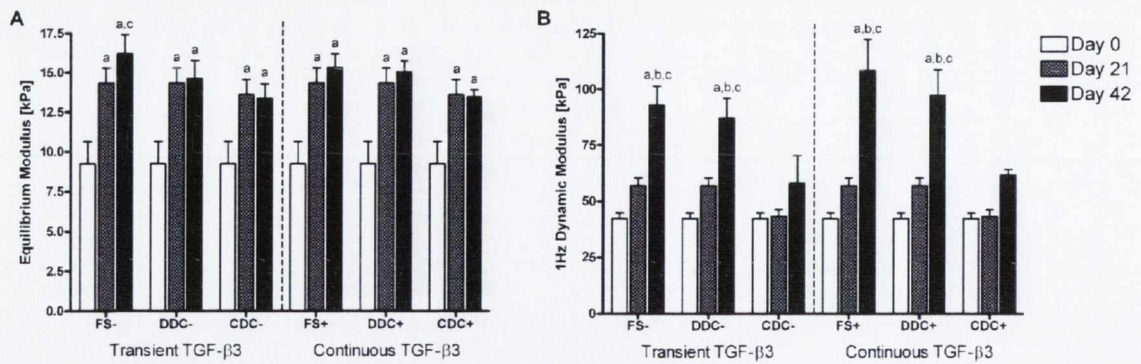 A
Equilibrium Modulus [kPa]
17.5
15.0
12.5
10.0
7.5
5.0
2.5
0.0
a a,c a a a a a a a a a a
FS- DDC- CDC- FS+ DDC+ CDC+
Transient TGF-β3 Continuous TGF-β3
B
1Hz Dynamic Modulus [kPa]
125
100
75
50
25
0
a,b,c a,b,c a,b,c a,b,c
FS- DDC- CDC- FS+ DDC+ CDC+
Transient TGF-β3 Continuous TGF-β3
Day 0
Day 21
Day 42